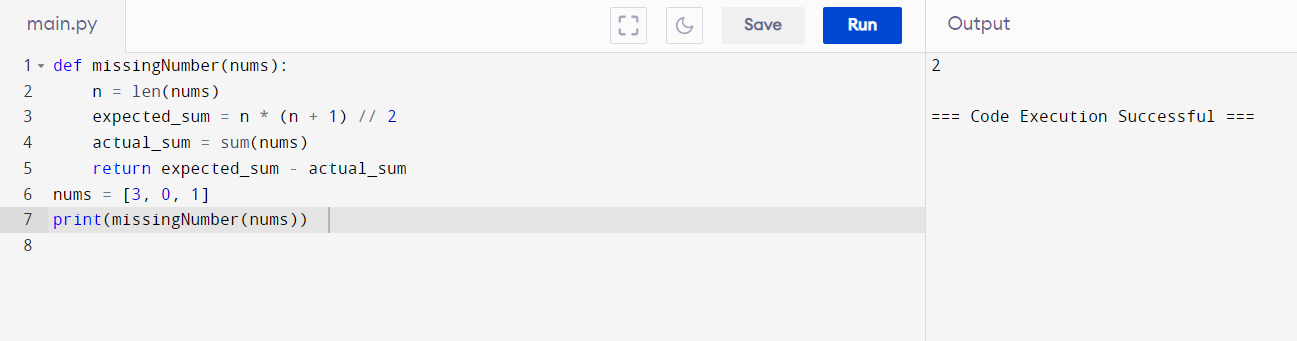 main.py
Save
Run
Output
1 def missingNumber(nums):
2 n = len(nums)
3 expected_sum = n * (n + 1) // 2
4 actual_sum = sum(nums)
5 return expected_sum - actual_sum
6 nums = [3, 0, 1]
7 print(missingNumber(nums))
8
2
=== Code Execution Successful ===